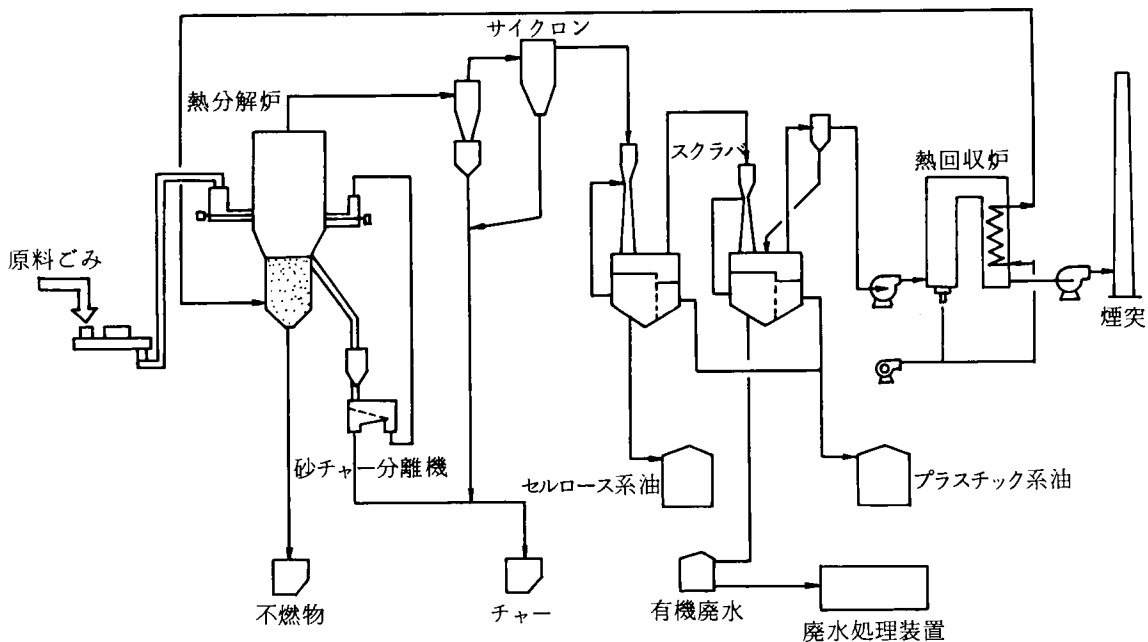 サイクロン
熱分解炉
スクラバ
熱回収炉
原料ごみ
煙突
砂チャー分離機
セルロース系油
プラスチック系油
不燃物
チャー
有機廃水
廃水処理装置